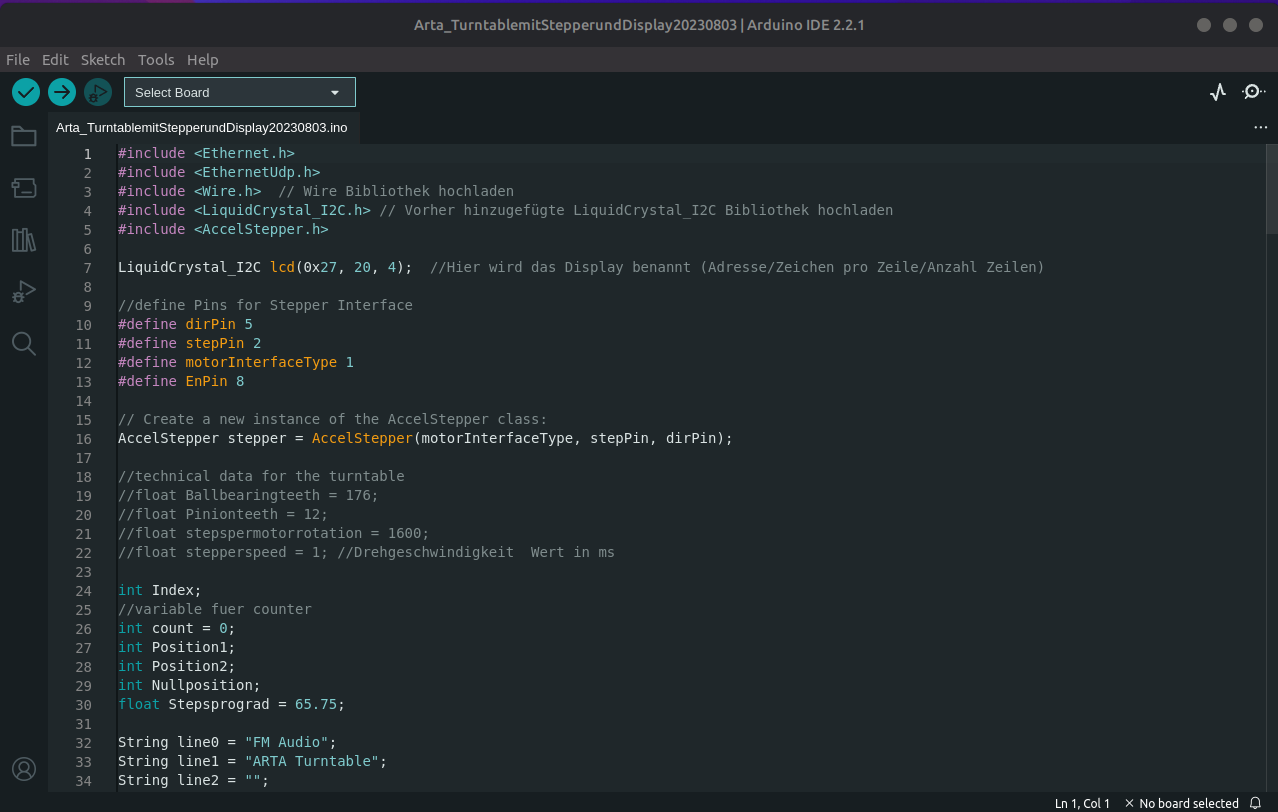 Arta_TurntablemitStepperundDisplay20230803 | Arduino IDE 2.2.1
File Edit Sketch Tools Help
Select Board
Arta_TurntablemitStepperundDisplay20230803.ino
1 #include <Ethernet.h>
2 #include <EthernetUdp.h>
3 #include <Wire.h>  // Wire Bibliothek hochladen
4 #include <LiquidCrystal_I2C.h> // Vorher hinzugefügte LiquidCrystal_I2C Bibliothek hochladen
5 #include <AccelStepper.h>
6
7 LiquidCrystal_I2C lcd(0x27, 20, 4);  //Hier wird das Display benannt (Adresse/Zeichen pro Zeile/Anzahl Zeilen)
8
9 //define Pins for Stepper Interface
10 #define dirPin 5
11 #define stepPin 2
12 #define motorInterfaceType 1
13 #define EnPin 8
14
15 // Create a new instance of the AccelStepper class:
16 AccelStepper stepper = AccelStepper(motorInterfaceType, stepPin, dirPin);
17
18 //technical data for the turntable
19 //float Ballbearingteeth = 176;
20 //float Pinionteeth = 12;
21 //float stepspermotorrotation = 1600;
22 //float stepperspeed = 1; //Drehgeschwindigkeit  Wert in ms
23
24 int Index;
25 //variable fuer counter
26 int count = 0;
27 int Position1;
28 int Position2;
29 int Nullposition;
30 float Stepsprograd = 65.75;
31
32 String line0 = "FM Audio";
33 String line1 = "ARTA Turntable";
34 String line2 = "";
Ln 1, Col 1 × No board selected